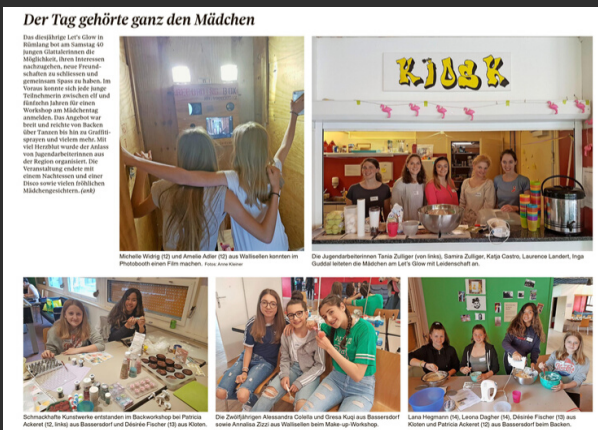 Der Tag gehörte ganz den Mädchen
Das diesjährige Let's Glow in
Rümlang bot am Samstag 40
jungen Glattalerinnen die
Möglichkeit, ihren Interessen
nachzugehen, neue Freund-
schaften zu schliessen und
gemeinsam Spass zu haben. Im
Voraus konnte sich jede junge
Teilnehmerin zwischen elf und
fünfzehn Jahren für einen
Workshop am Mädchentag
anmelden. Das Angebot war
breit und reichte von Backen
über Tanzen bis hin zu Graffiti-
sprayen und vielem mehr. Mit
viel Herzblut wurde der Anlass
von Jugendarbeiterinnen aus
der Region organisiert. Die
Veranstaltung endete mit
einem Nachtessen und einer
Disco sowie vielen fröhlichen
Mädchengesichtern. (ank)
KIOSK
Michelle Widrig (12) und Amelie Adler (12) aus Wallisellen konnten im
Photobooth einen Film machen. Fotos: Anne Kleiner
Die Jugendarbeiterinnen Tania Zulliger (von links), Samira Zulliger, Katja Castro, Laurence Landert, Inga
Guddal leiteten die Mädchen am Let's Glow mit Leidenschaft an.
Schmackhafte Kunstwerke entstanden im Backworkshop bei Patricia
Ackeret (12, links) aus Bassersdorf und Désirée Fischer (13) aus Kloten.
Die Zwölfjährigen Alessandra Colella und Gresa Kuqi aus Bassersdorf
sowie Annalisa Zizzi aus Wallisellen beim Make-up-Workshop.
Lana Hegmann (14), Leona Dagher (14), Désirée Fischer (13) aus
Kloten und Patricia Ackeret (12) aus Bassersdorf beim Backen.